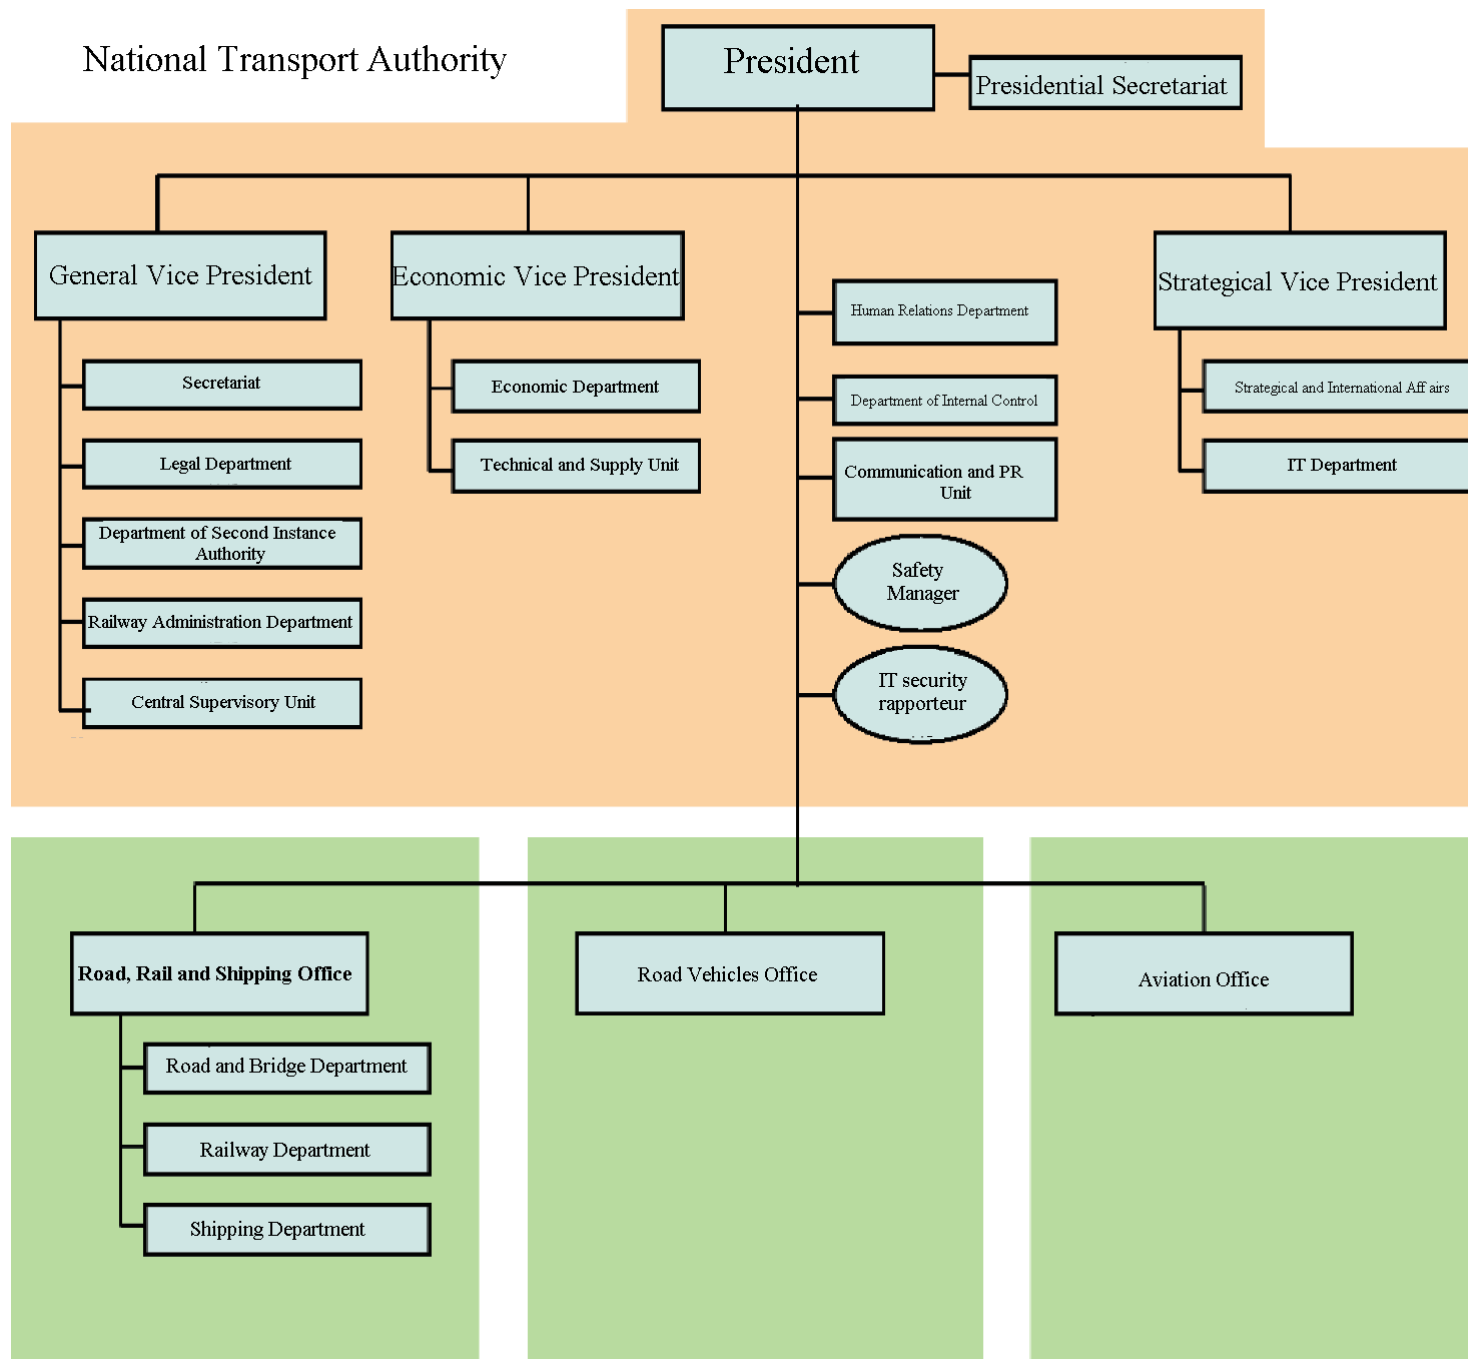 National Transport Authority
President
Presidential Secretariat
General Vice President
Economic Vice President
Strategical Vice President
Secretariat
Legal Department
Department of Second Instance
Authority
Railway Administration Department
Central Supervisory Unit
Economic Department
Technical and Supply Unit
Human Relations Department
Department of Internal Control
Communication and PR
Unit
Safety
Manager
IT security
rapporteur
Strategical and International Affairs
IT Department
Road, Rail and Shipping Office
Road Vehicles Office
Aviation Office
Road and Bridge Department
Railway Department
Shipping Department